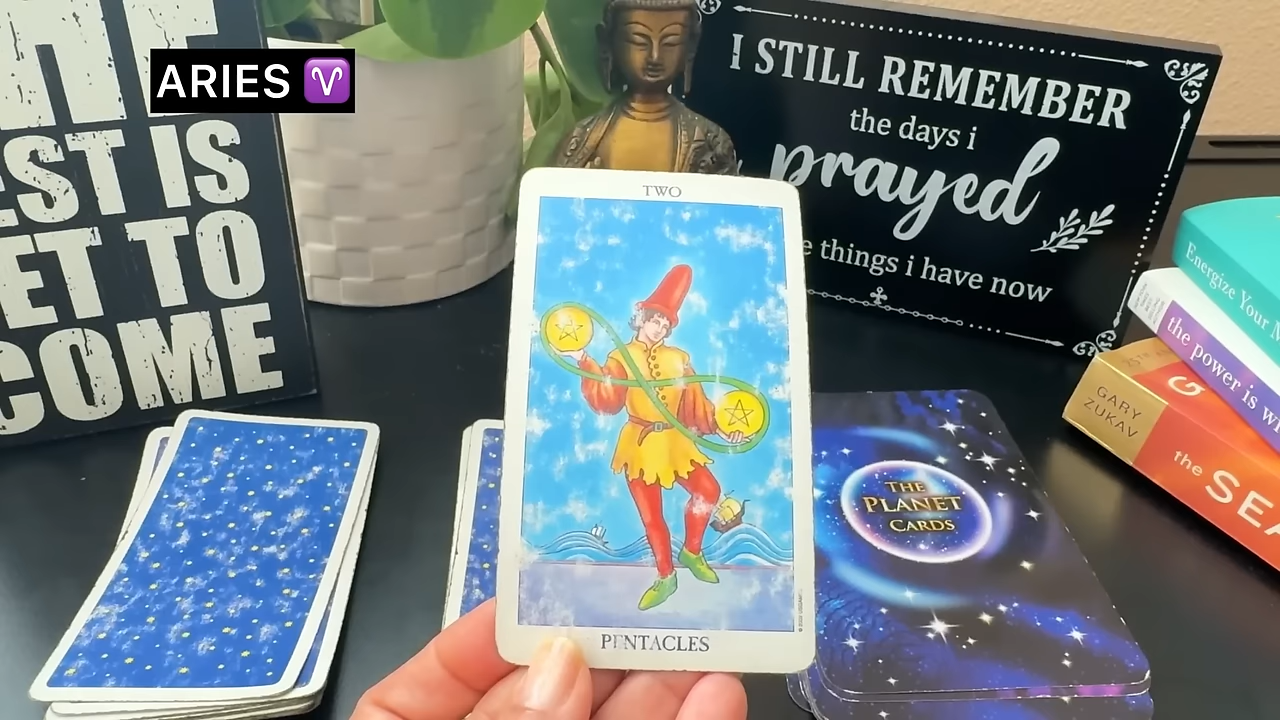 ARIES ♈
EST IS
ET TO
COME
TWO
PENTACLES
I STILL REMEMBER
the days i
prayed
things i have now
THE
PLANET
CARDS
Energize Your
the power is
GARY
ZUKAV
the